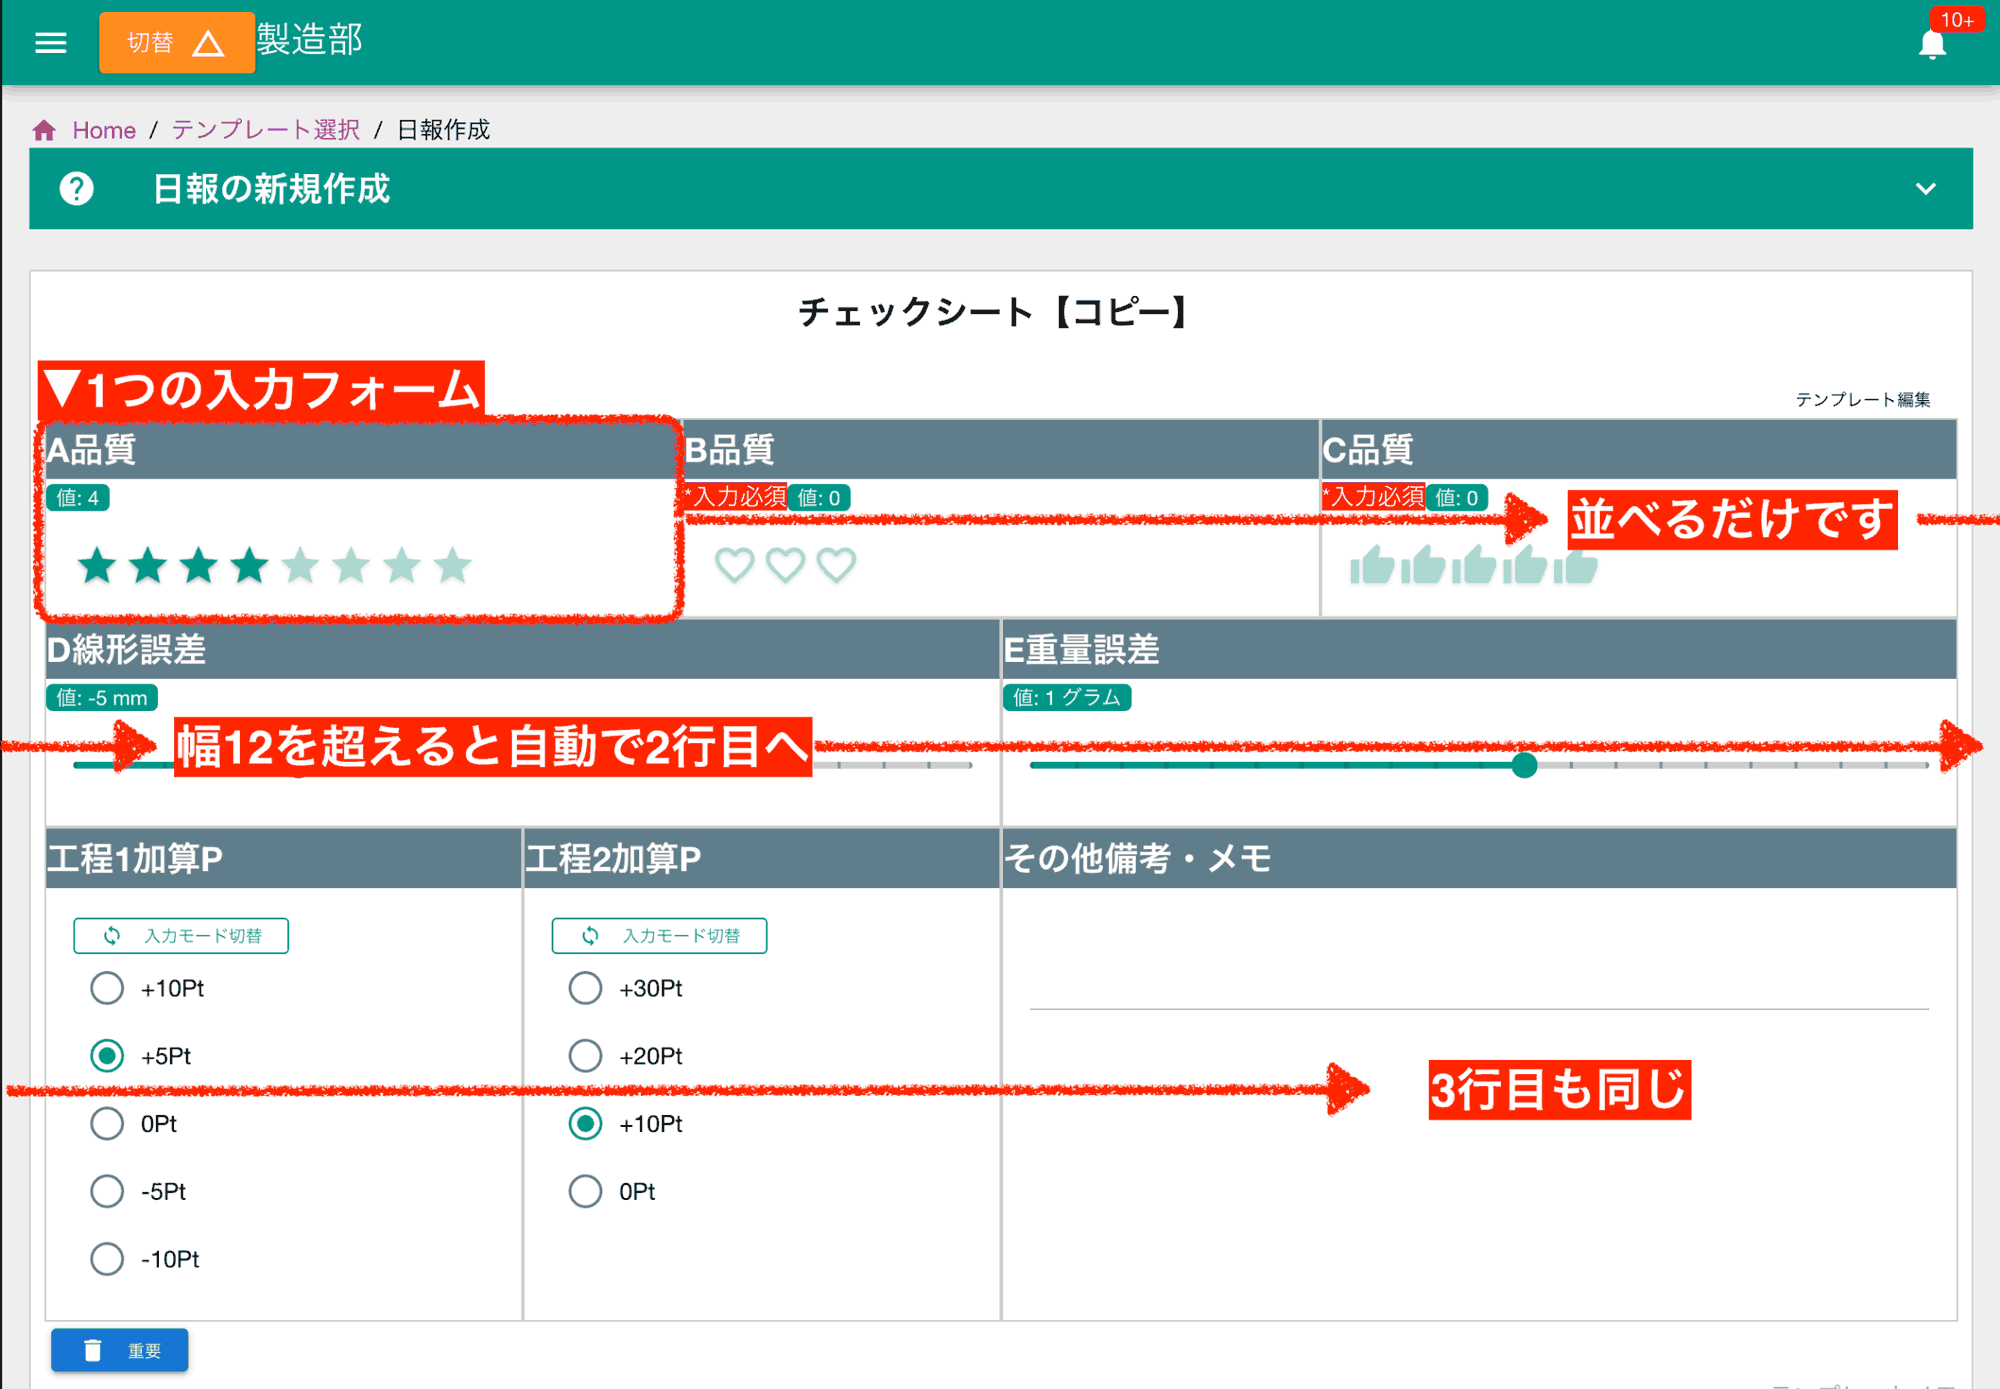 切替 製造部 10+
Home / テンプレート選択 / 日報作成
? 日報の新規作成
チェックシート【コピー】
▼1つの入力フォーム
テンプレート編集
A品質 B品質 C品質
値: 4 *入力必須 値: 0 *入力必須 値: 0
並べるだけです
D線形誤差 E重量誤差
値: -5 mm 値: 1 グラム
幅12を超えると自動で2行目へ
工程1加算P 工程2加算P その他備考・メモ
入力モード切替 入力モード切替
+10Pt +30Pt
+5Pt +20Pt
3行目も同じ
0Pt +10Pt
-5Pt 0Pt
-10Pt
重要